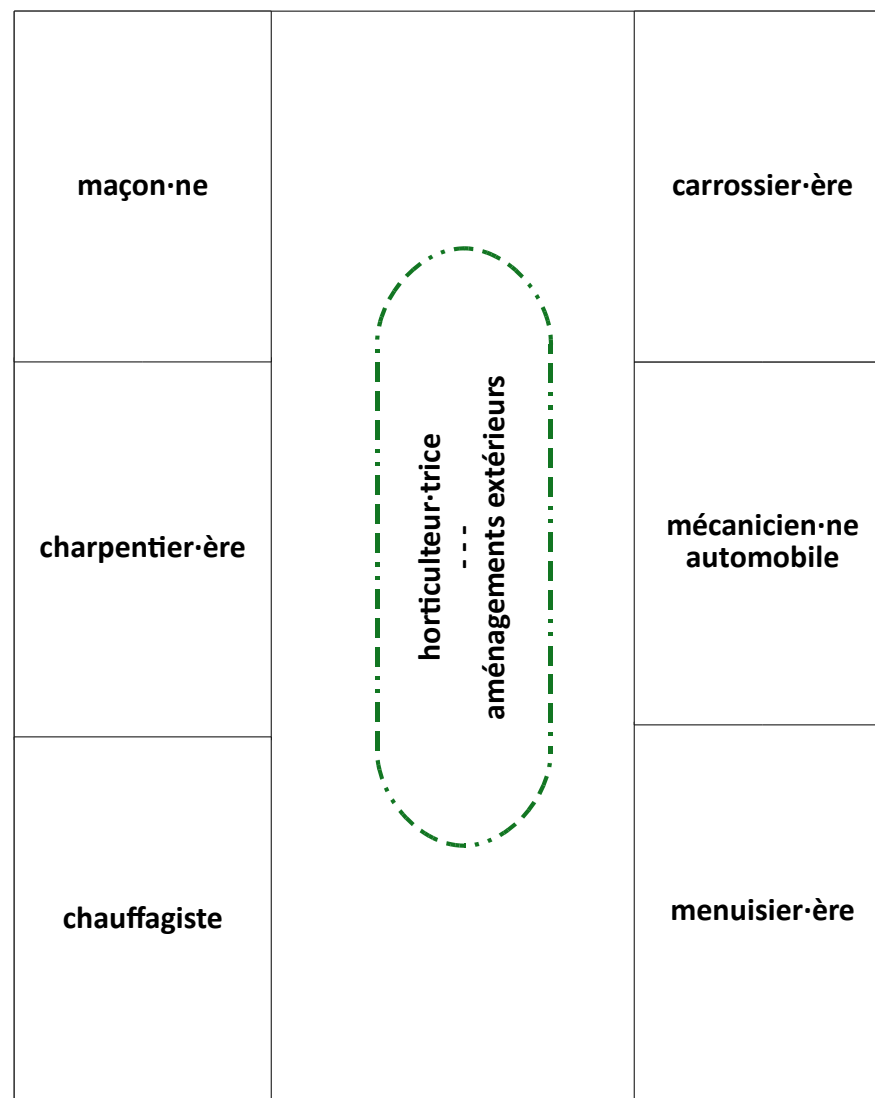 maçon·ne
charpentier·ère
chauffagiste
horticulteur·trice
---
aménagements extérieurs
carrossier·ère
mécanicien·ne
automobile
menuisier·ère